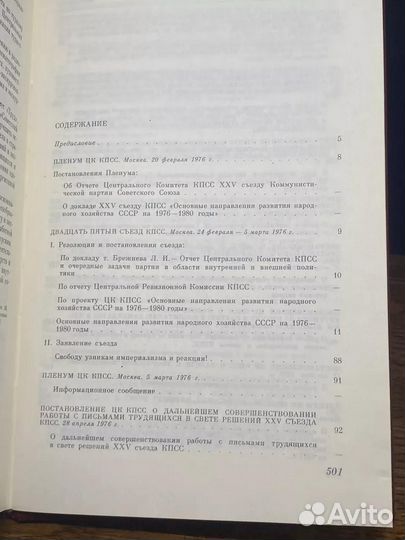 СОДЕРЖАНИЕ
Предисловие 5
ПЛЕНУМ ЦК КПСС. Москва. 20 февраля 1976 г. 8
Постановления Пленума:
Об Отчете Центрального Комитета КПСС XXV съезду Коммунисти-
ческой партии Советского Союза —
О докладе XXV съезду КПСС «Основные направления развития народ-
ного хозяйства СССР на 1976—1980 годы» —
ДВАДЦАТЬ ПЯТЫЙ СЪЕЗД КПСС. Москва. 24 февраля — 5 марта 1976 г. 9
I. Резолюции и постановления съезда:
По докладу т. Брежнева Л. И.— Отчет Центрального Комитета КПСС
и очередные задачи партии в области внутренней и внешней по-
литики 10
По отчету Центральной Ревизионной Комиссии КПСС —
По проекту ЦК КПСС «Основные направления развития народного
хозяйства СССР на 1976—1980 годы» —
Основные направления развития народного хозяйства СССР на 1976—
1980 годы 11
II. Заявление съезда
Свободу узникам империализма и реакции! 88
ПЛЕНУМ ЦК КПСС. Москва. 5 марта 1976 г. 91
Информационное сообщение —
ПОСТАНОВЛЕНИЕ ЦК КПСС О ДАЛЬНЕЙШЕМ СОВЕРШЕНСТВОВАНИИ
РАБОТЫ С ПИСЬМАМИ ТРУДЯЩИХСЯ В СВЕТЕ РЕШЕНИЙ XXV СЪЕЗДА
КПСС. 28 апреля 1976 г. 92
О дальнейшем совершенствовании работы с письмами трудящихся
в свете решений XXV съезда КПСС —
501
Avito